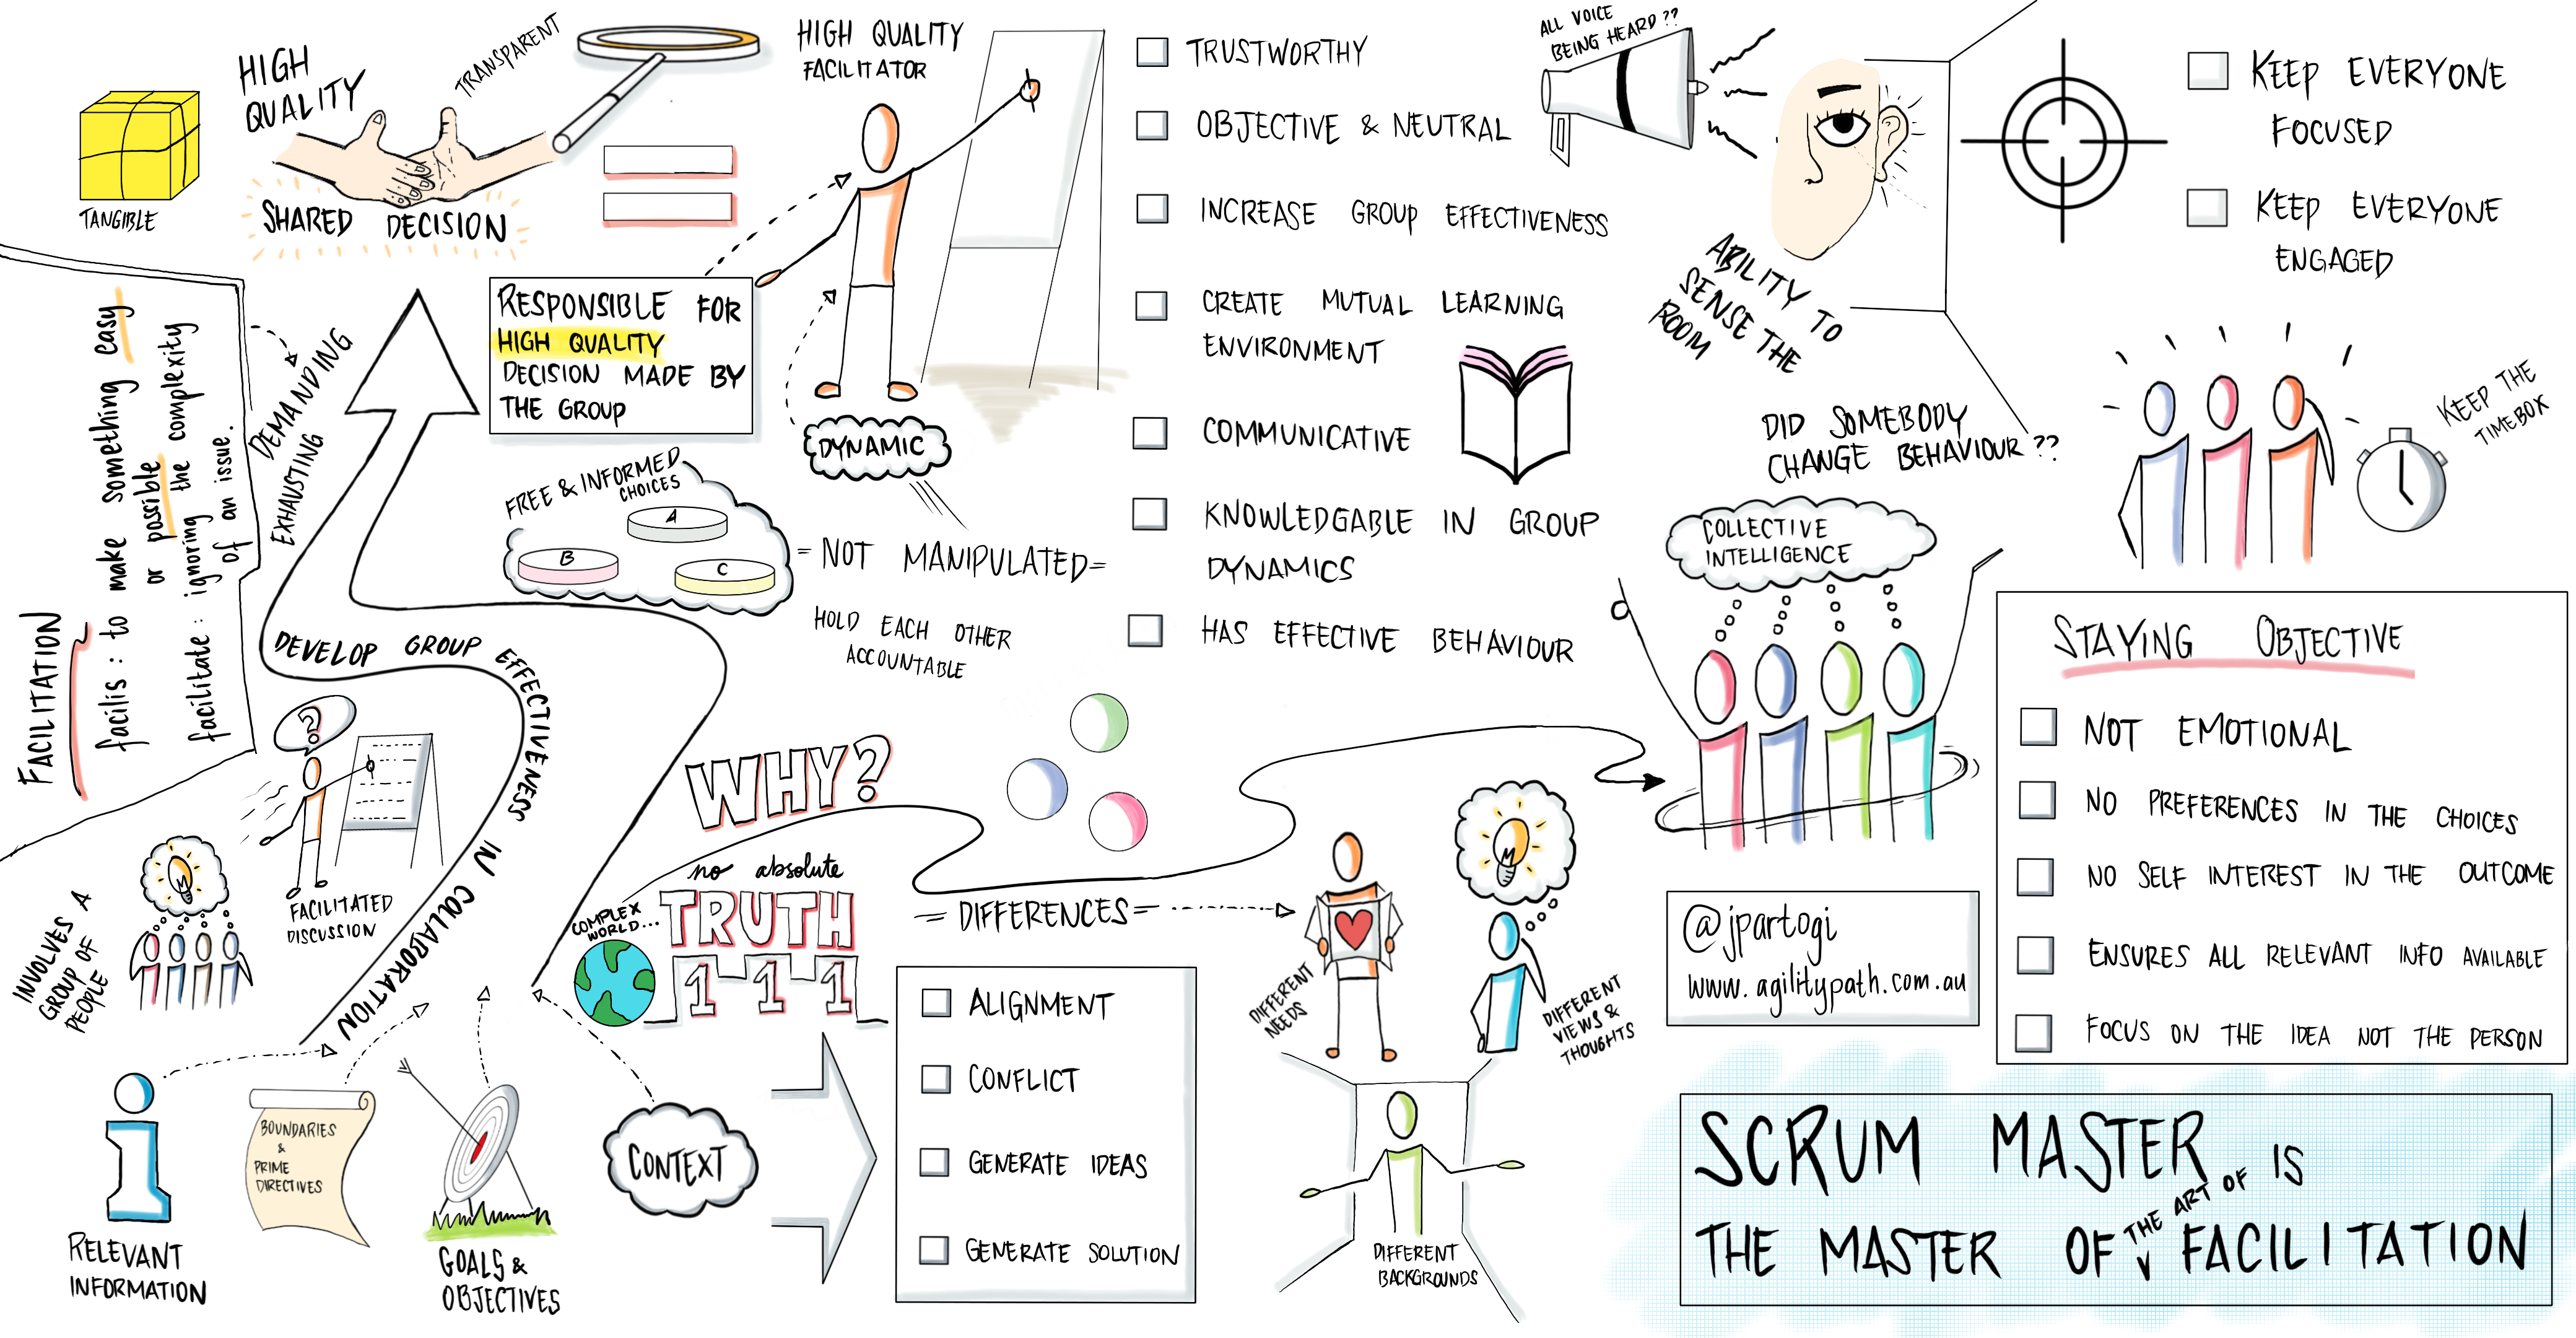 TANGIBLE
HIGH
QUALITY
TRANSPARENT
SHARED DECISION
HIGH QUALITY
FACILITATOR
RESPONSIBLE FOR
HIGH QUALITY
DECISION MADE BY
THE GROUP
DYNAMIC
TRUSTWORTHY
OBJECTIVE & NEUTRAL
INCREASE GROUP EFFECTIVENESS
CREATE MUTUAL LEARNING
ENVIRONMENT
COMMUNICATIVE
KNOWLEDGABLE IN GROUP
DYNAMICS
HAS EFFECTIVE BEHAVIOUR
ALL VOICE
BEING HEARD??
ABILITY TO
SENSE THE
ROOM
DID SOMEBODY
CHANGE BEHAVIOUR??
KEEP EVERYONE
FOCUSED
KEEP EVERYONE
ENGAGED
KEEP THE
TIMEBOX
FACILITATION
facilis : to make something easy
or possible
facilitate : ignoring the complexity
of an issue.
DEMANDING
EXHAUSTING
FREE & INFORMED
CHOICES
A
B
C
= NOT MANIPULATED=
HOLD EACH OTHER
ACCOUNTABLE
DEVELOP GROUP EFFECTIVENESS IN COLLABORATION
?
FACILITATED
DISCUSSION
INVOLVES A
GROUP OF
PEOPLE
RELEVANT
INFORMATION
BOUNDARIES
&
PRIME
DIRECTIVES
GOALS &
OBJECTIVES
CONTEXT
WHY?
no absolute
TRUTH
1 1 1
COMPLEX
WORLD...
ALIGNMENT
CONFLICT
GENERATE IDEAS
GENERATE SOLUTION
= DIFFERENCES=
DIFFERENT
NEEDS
DIFFERENT
VIEWS &
THOUGHTS
DIFFERENT
BACKGROUNDS
COLLECTIVE
INTELLIGENCE
STAYING OBJECTIVE
NOT EMOTIONAL
NO PREFERENCES IN THE CHOICES
NO SELF INTEREST IN THE OUTCOME
ENSURES ALL RELEVANT INFO AVAILABLE
FOCUS ON THE IDEA NOT THE PERSON
@jpartogi
www.agilitypath.com.au
SCRUM MASTER IS
THE MASTER OF THE ART OF FACILITATION